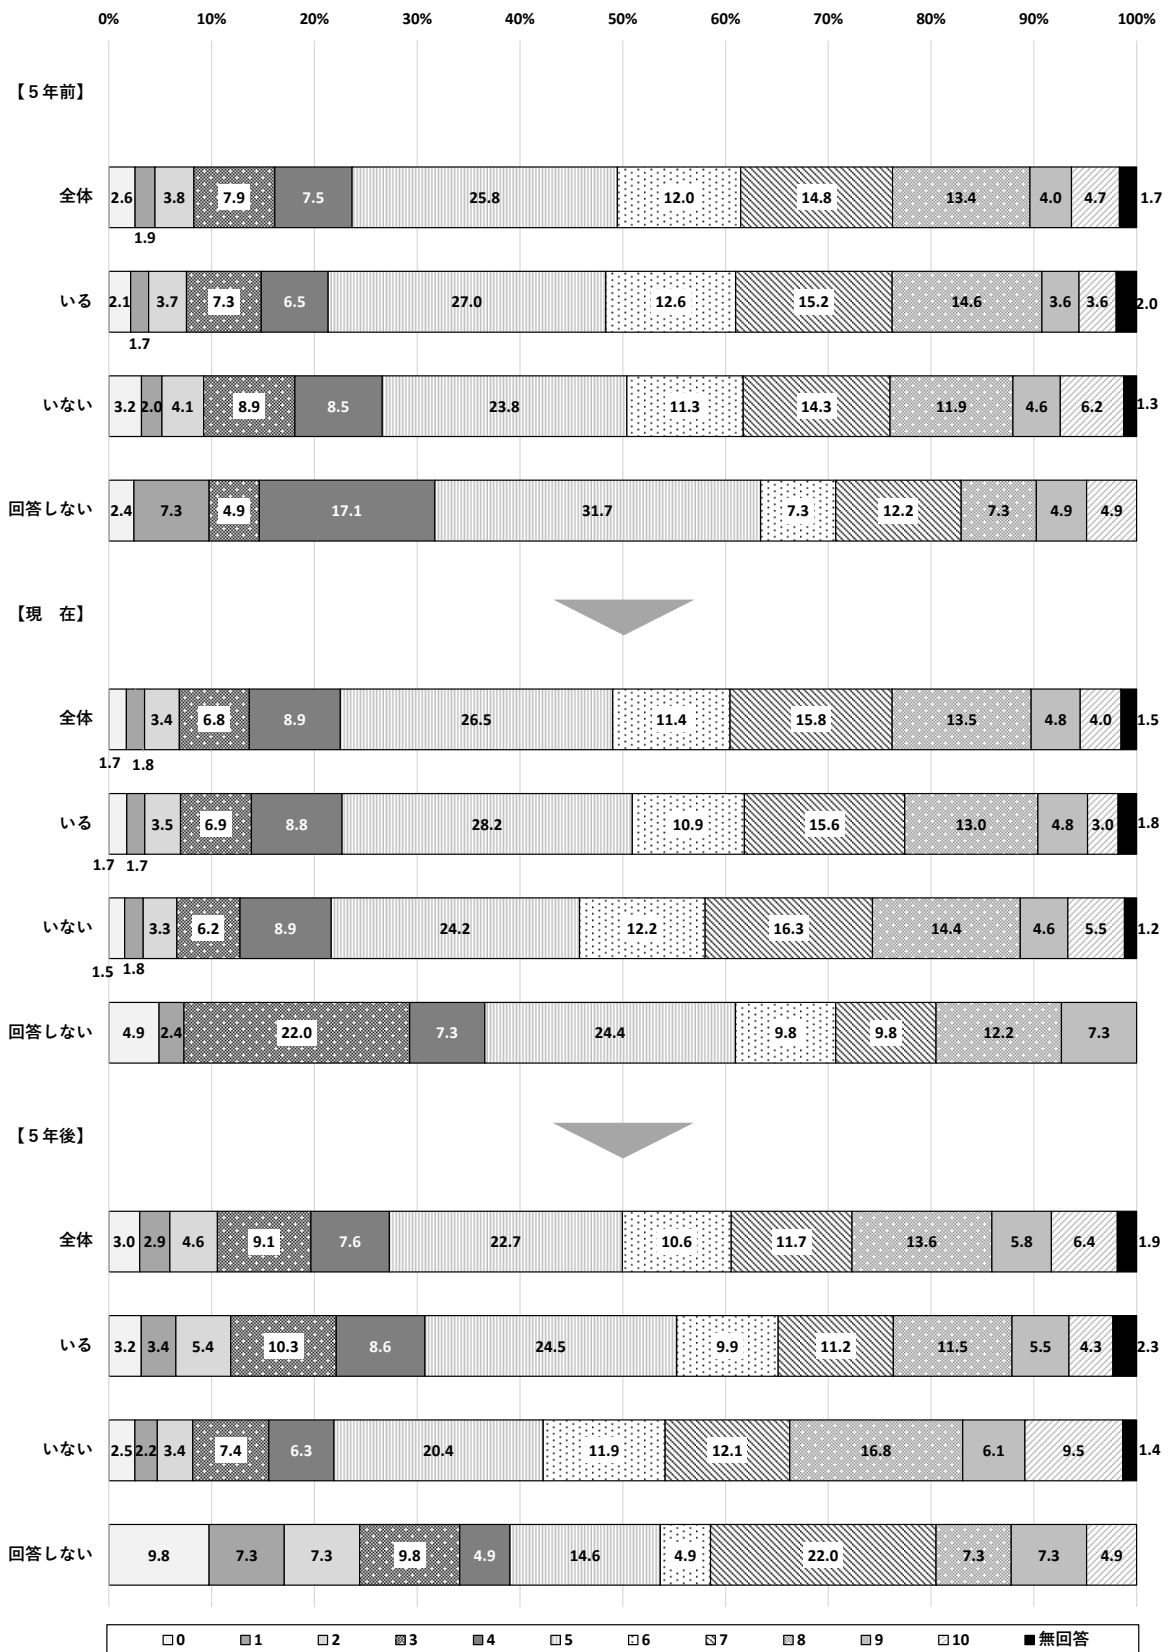 0% 10% 20% 30% 40% 50% 60% 70% 80% 90% 100%
【５年前】
全体 2.6 1.9 3.8 7.9 7.5 25.8 12.0 14.8 13.4 4.0 4.7 1.7
いる 2.1 1.7 3.7 7.3 6.5 27.0 12.6 15.2 14.6 3.6 3.6 2.0
いない 3.2 2.0 4.1 8.9 8.5 23.8 11.3 14.3 11.9 4.6 6.2 1.3
回答しない 2.4 7.3 4.9 17.1 31.7 7.3 12.2 7.3 4.9 4.9
【現　在】
全体 1.7 1.8 3.4 6.8 8.9 26.5 11.4 15.8 13.5 4.8 4.0 1.5
いる 1.7 1.7 3.5 6.9 8.8 28.2 10.9 15.6 13.0 4.8 3.0 1.8
いない 1.5 1.8 3.3 6.2 8.9 24.2 12.2 16.3 14.4 4.6 5.5 1.2
回答しない 4.9 2.4 22.0 7.3 24.4 9.8 9.8 12.2 7.3
【５年後】
全体 3.0 2.9 4.6 9.1 7.6 22.7 10.6 11.7 13.6 5.8 6.4 1.9
いる 3.2 3.4 5.4 10.3 8.6 24.5 9.9 11.2 11.5 5.5 4.3 2.3
いない 2.5 2.2 3.4 7.4 6.3 20.4 11.9 12.1 16.8 6.1 9.5 1.4
回答しない 9.8 7.3 7.3 9.8 4.9 14.6 4.9 22.0 7.3 7.3 4.9
0 1 2 3 4 5 6 7 8 9 10 無回答